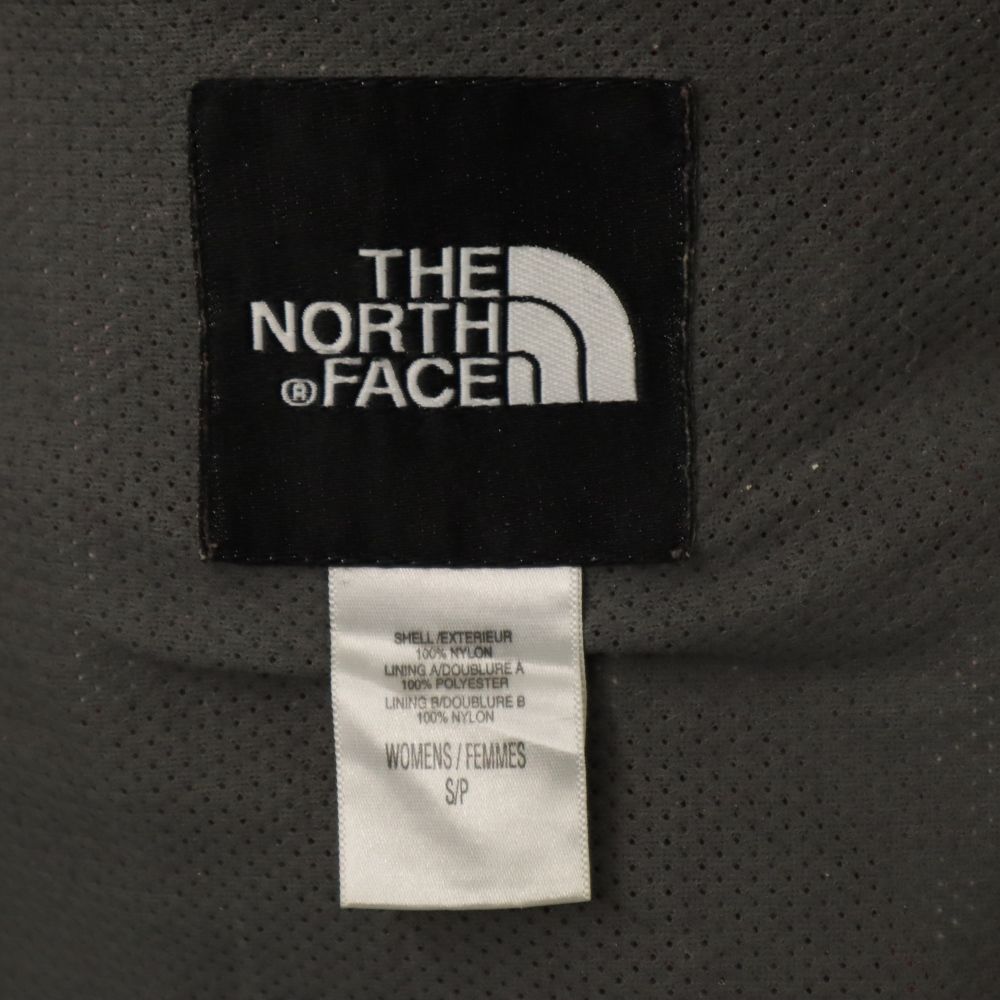 THE
NORTH
® FACE
SHELL/EXTERIEUR
100% NYLON
LINING A/DOUBLURE A
100% POLYESTER
LINING B/DOUBLURE B
100% NYLON
WOMENS / FEMMES
S/P